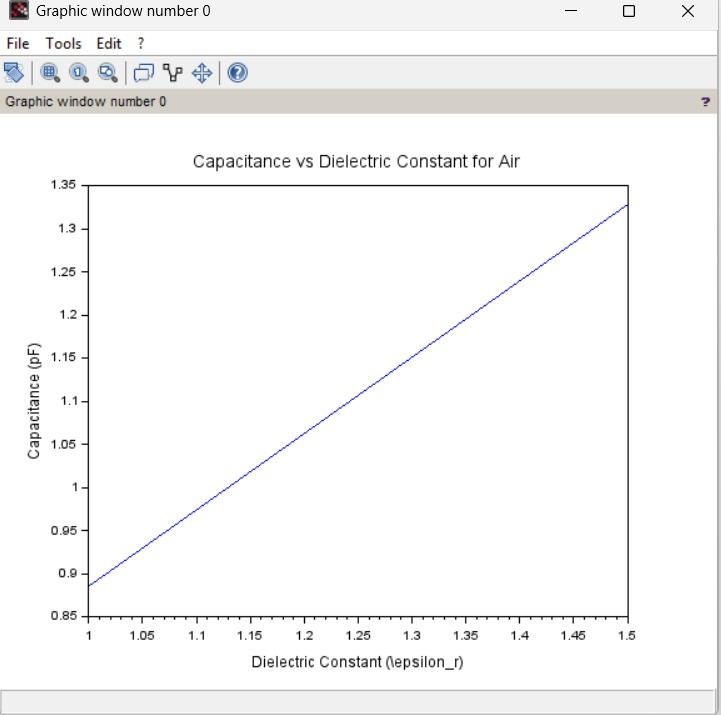 Graphic window number 0
File Tools Edit ?
Graphic window number 0 ?
Capacitance vs Dielectric Constant for Air
1.35
1.3
1.25
1.2
1.15
1.1
1.05
1
0.95
0.9
0.85
Capacitance (pF)
1 1.05 1.1 1.15 1.2 1.25 1.3 1.35 1.4 1.45 1.5
Dielectric Constant (\epsilon_r)